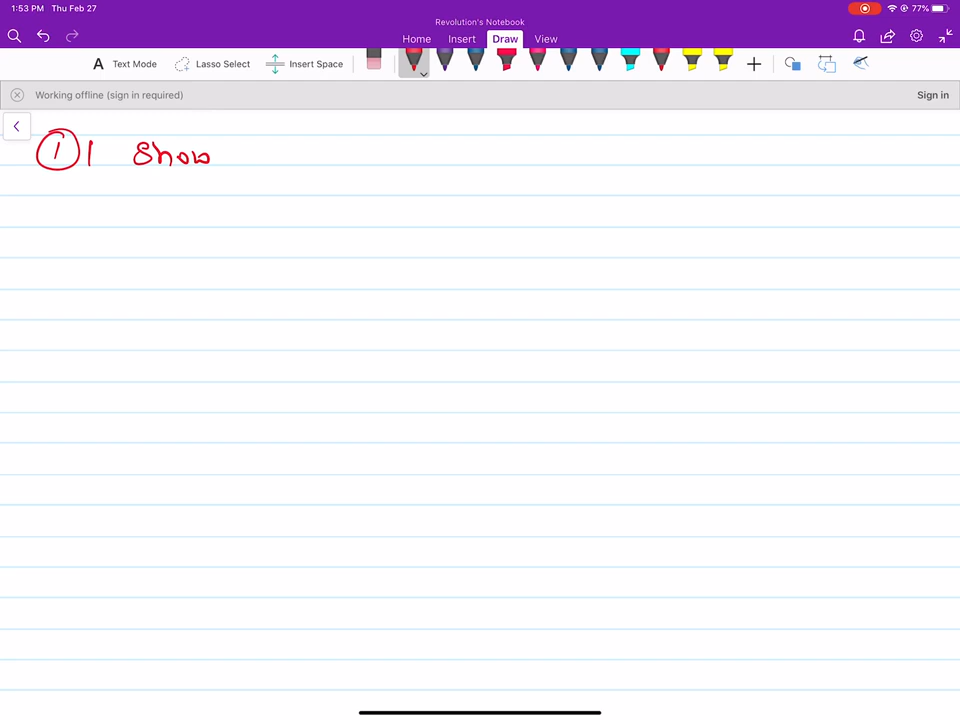 1:53 PM Thu Feb 27
77%
Revolution's Notebook
Home Insert Draw View
A Text Mode Lasso Select Insert Space
Working offline (sign in required) Sign in
① | Show